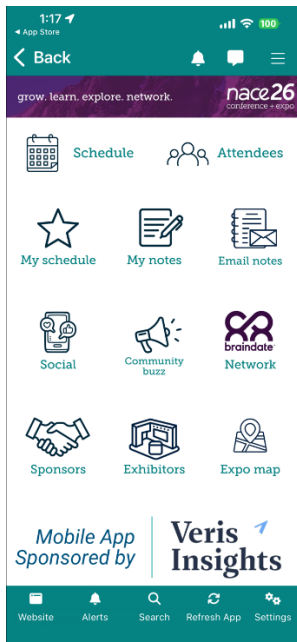 1:17
100
◄ App Store
Back
grow. learn. explore. network.
nace26
conference + expo
Schedule
Attendees
My schedule
My notes
Email notes
Social
Community
buzz
braindate
Network
Sponsors
Exhibitors
Expo map
Mobile App
Sponsored by
Veris
Insights
Website
Alerts
Search
Refresh App
Settings